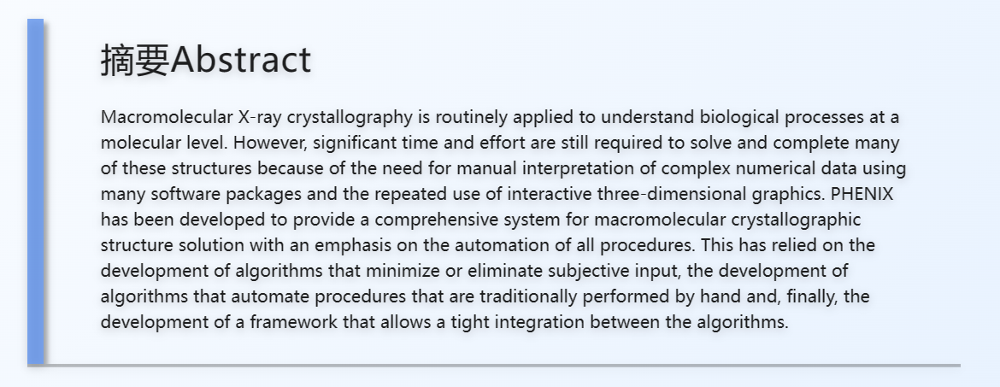 摘要Abstract
Macromolecular X-ray crystallography is routinely applied to understand biological processes at a
molecular level. However, significant time and effort are still required to solve and complete many
of these structures because of the need for manual interpretation of complex numerical data using
many software packages and the repeated use of interactive three-dimensional graphics. PHENIX
has been developed to provide a comprehensive system for macromolecular crystallographic
structure solution with an emphasis on the automation of all procedures. This has relied on the
development of algorithms that minimize or eliminate subjective input, the development of
algorithms that automate procedures that are traditionally performed by hand and, finally, the
development of a framework that allows a tight integration between the algorithms.